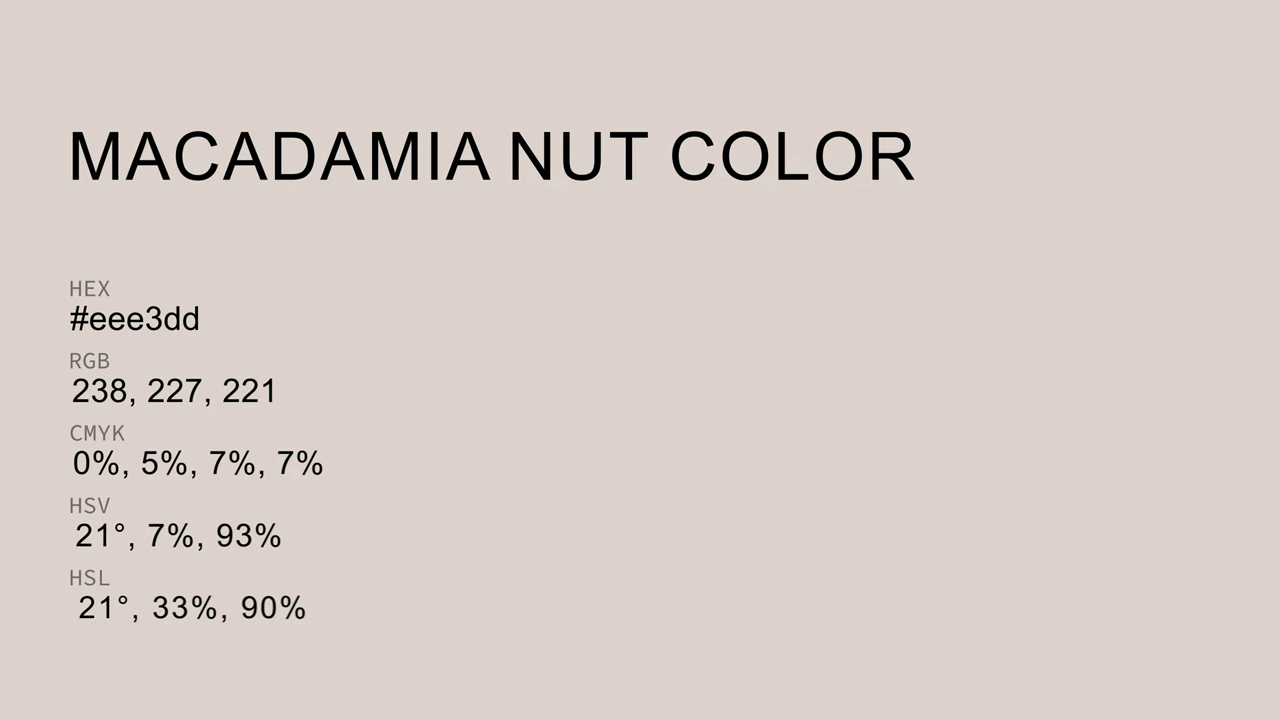 MACADAMIA NUT COLOR
HEX
#eee3dd
RGB
238, 227, 221
CMYK
0%, 5%, 7%, 7%
HSV
21°, 7%, 93%
HSL
21°, 33%, 90%